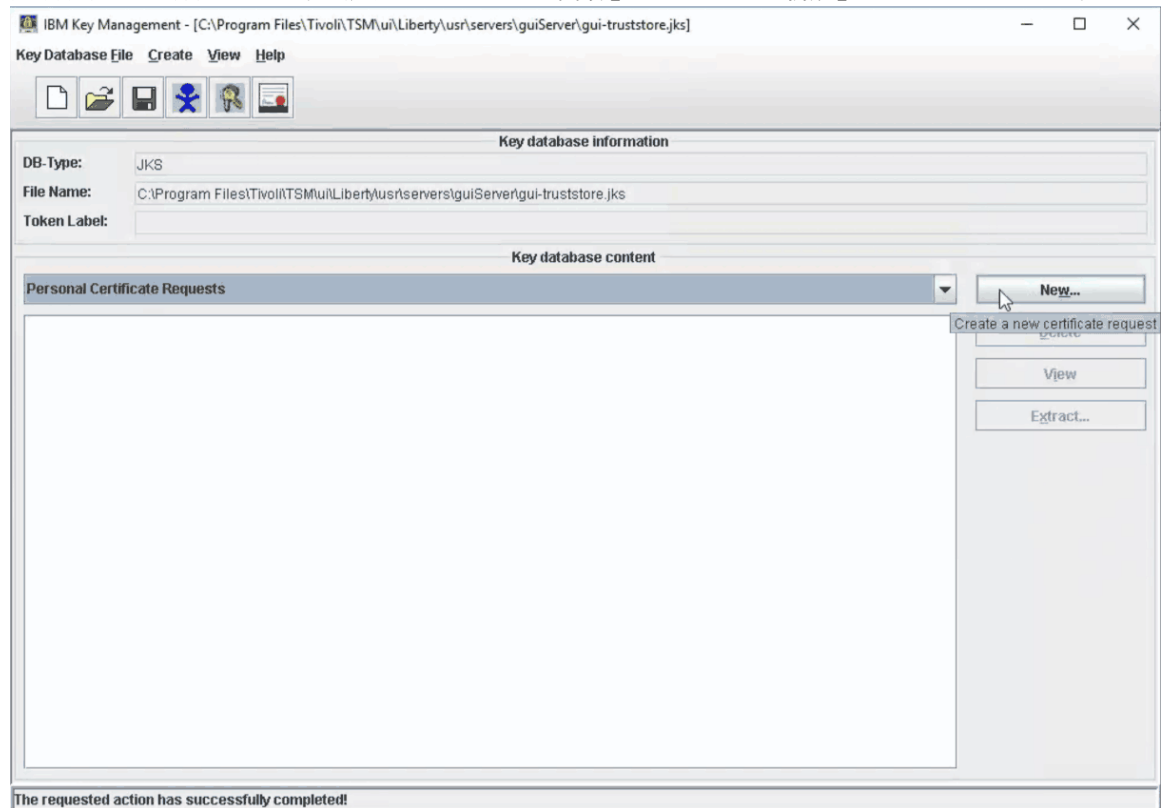 IBM Key Management - [C:\Program Files\Tivoli\TSM\ui\Liberty\usr\servers\guiServer\gui-truststore.jks]
Key Database File Create View Help
Key database information
DB-Type: JKS
File Name: C:\Program Files\Tivoli\TSM\ui\Liberty\usr\servers\guiServer\gui-truststore.jks
Token Label:
Key database content
Personal Certificate Requests
New...
Create a new certificate request
View
Extract...
The requested action has successfully completed!